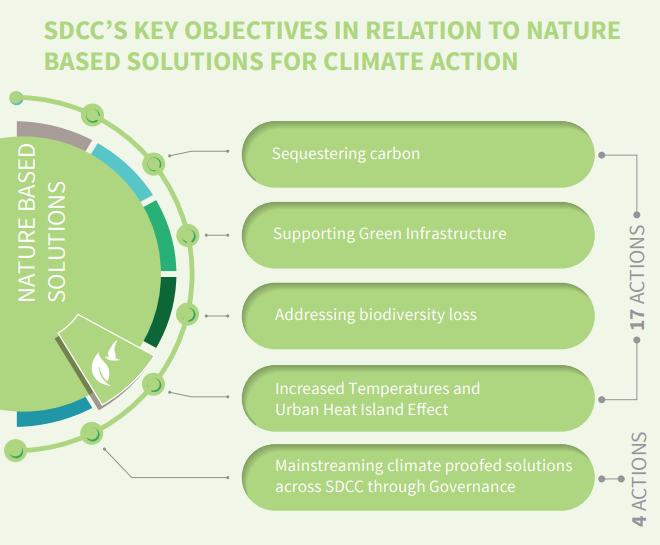 SDCC’S KEY OBJECTIVES IN RELATION TO NATURE
BASED SOLUTIONS FOR CLIMATE ACTION
NATURE BASED
SOLUTIONS
Sequestering carbon
Supporting Green Infrastructure
Addressing biodiversity loss
Increased Temperatures and
Urban Heat Island Effect
Mainstreaming climate proofed solutions
across SDCC through Governance
17 ACTIONS
4 ACTIONS